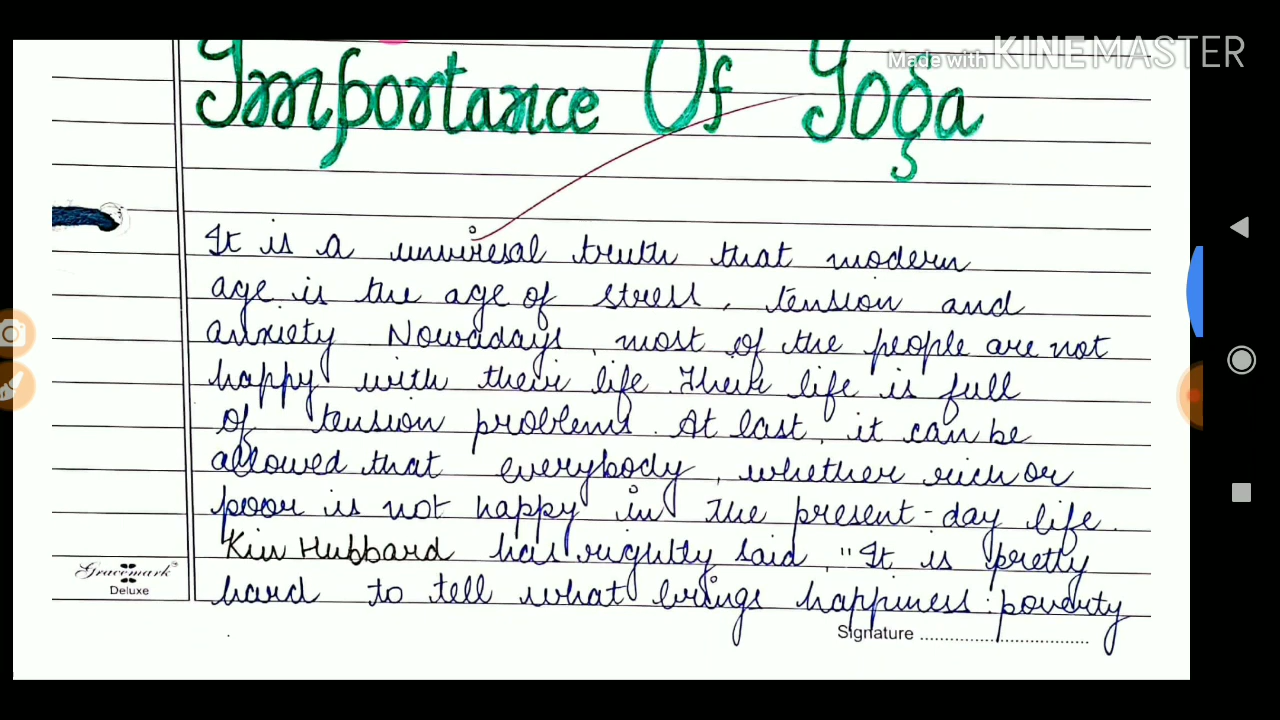 Made with KINEMASTER
Importance Of Yoga
It is a univiresal truth that modern
age is the age of stress, tension and
anxiety Nowadays, most of the people are not
happy with their life. Their life is full
of tension problems. At last, it can be
allowed that everybody, whether rich or
poor is not happy in the present-day life.
Kin Hubbard has rightly said, "It is pretty
hard to tell what brings happiness: poverty
Gracemark
Deluxe
Signature